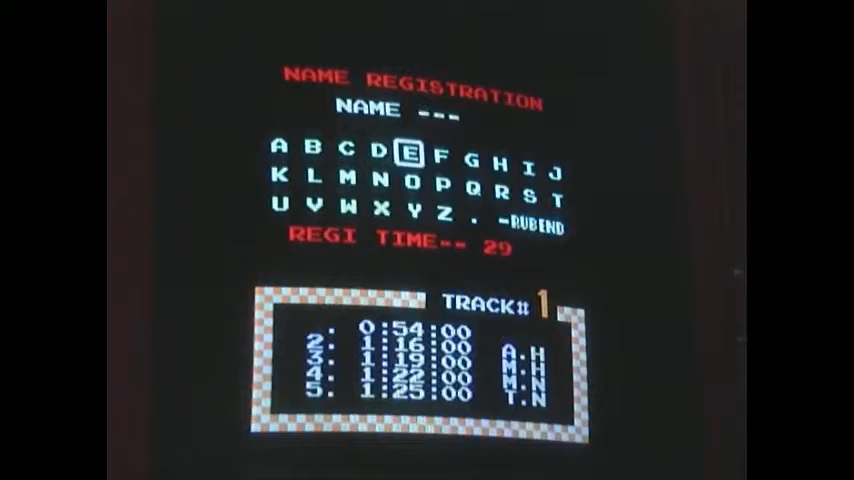 NAME REGISTRATION
NAME ---
A B C D E F G H I J
K L M N O P Q R S T
U V W X Y Z . -RUBEND
REGI TIME-- 29
TRACK# 1
. 0:54:00
2. 1:16:00 A.H
3. 1:19:00 M.H
4. 1:22:00 M.N
5. 1:25:00 T.N